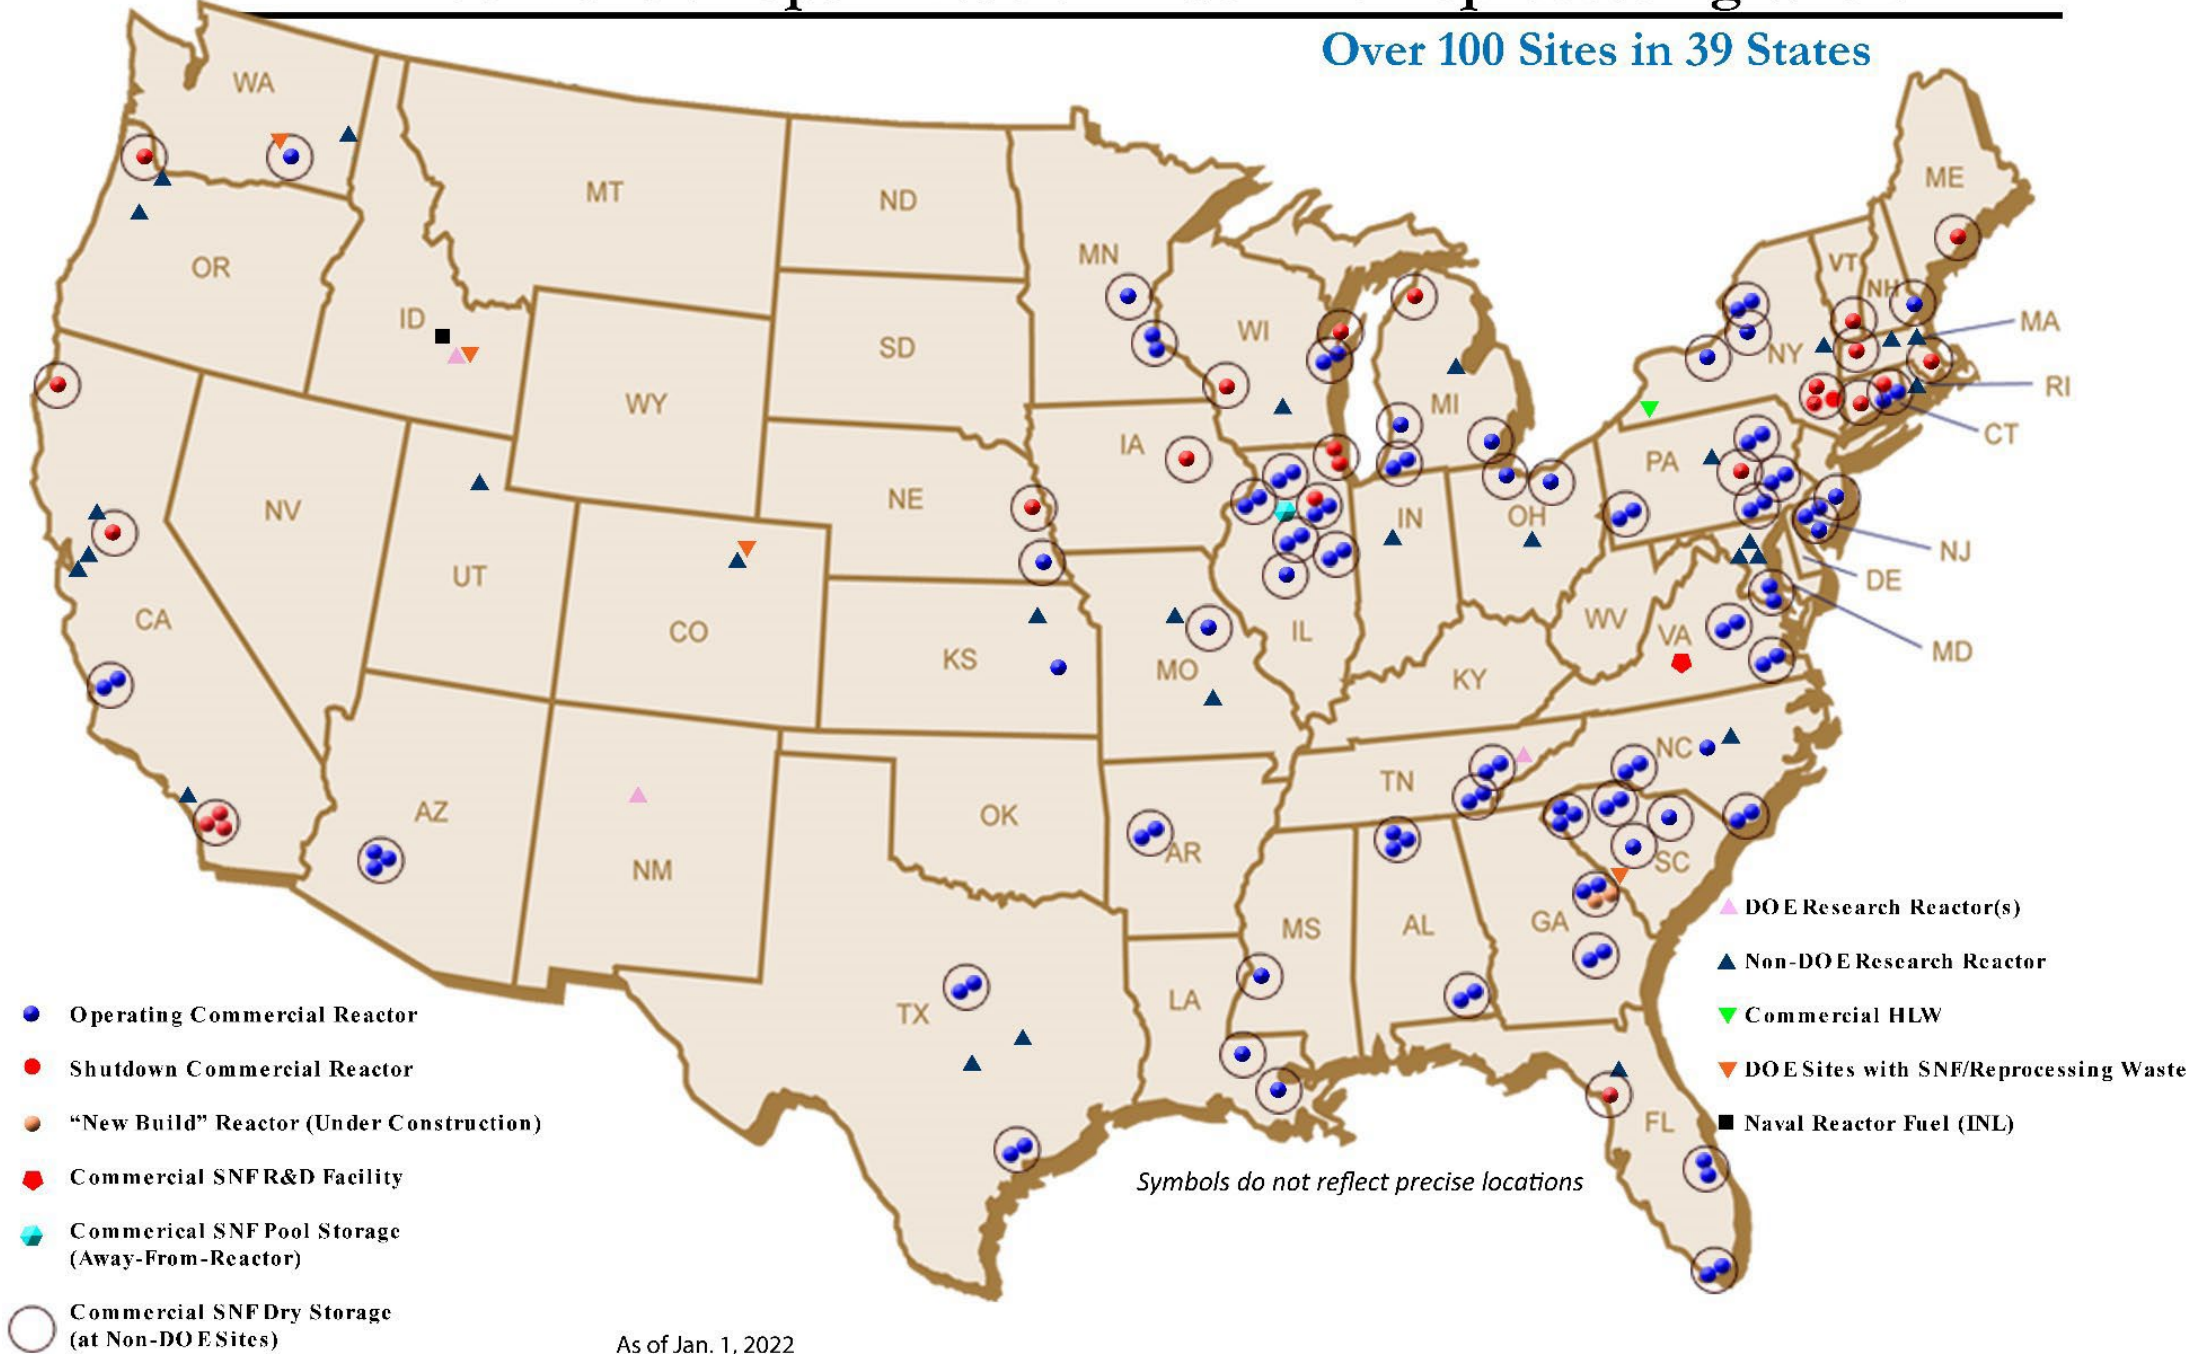 Over 100 Sites in 39 States
WA
MT
ND
MN
ME
VT
NH
OR
ID
SD
WI
MI
NY
MA
RI
CT
WY
NE
IA
PA
NV
UT
CO
KS
MO
IL
IN
OH
NJ
DE
MD
WV
VA
KY
CA
AZ
NM
OK
AR
TN
NC
SC
MS
AL
GA
TX
LA
FL
DOE Research Reactor(s)
Non-DOE Research Reactor
Commercial HLW
DOE Sites with SNF/Reprocessing Waste
Naval Reactor Fuel (INL)
Operating Commercial Reactor
Shutdown Commercial Reactor
“New Build” Reactor (Under Construction)
Commercial SNF R&D Facility
Commerical SNF Pool Storage
(Away-From-Reactor)
Commercial SNF Dry Storage
(at Non-DOE Sites)
Symbols do not reflect precise locations
As of Jan. 1, 2022